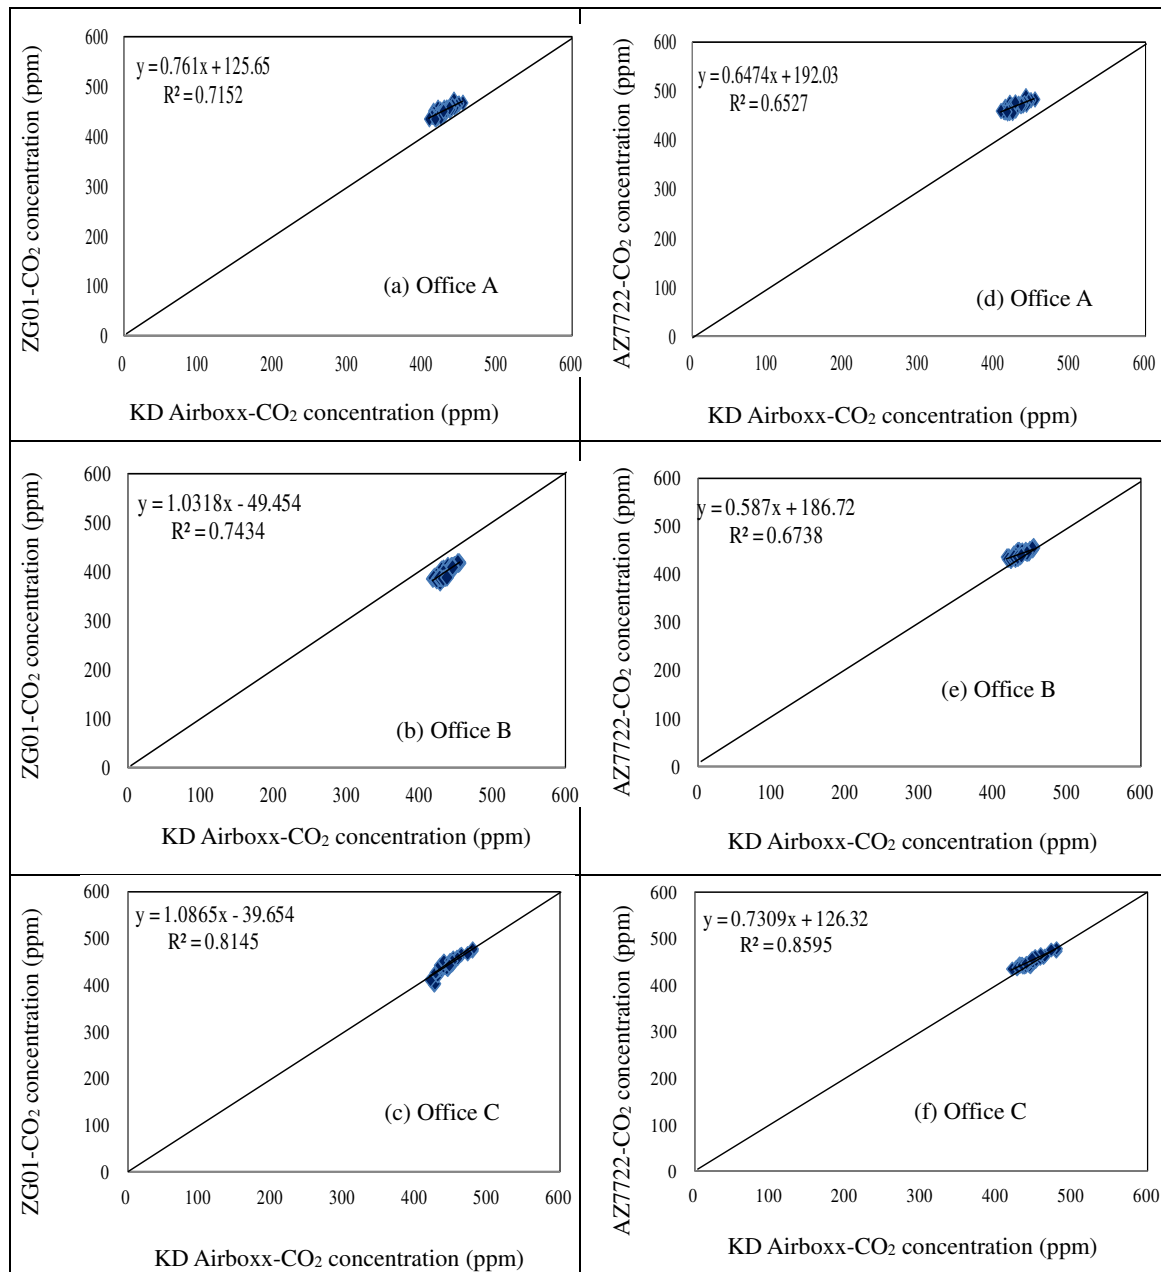 ZG01-CO₂ concentration (ppm)
600
500
400
300
200
100
0
y = 0.761x + 125.65
R² = 0.7152
(a) Office A
0 100 200 300 400 500 600
KD Airboxx-CO₂ concentration (ppm)
AZ7722-CO₂ concentration (ppm)
600
500
400
300
200
100
0
y = 0.6474x + 192.03
R² = 0.6527
(d) Office A
0 100 200 300 400 500 600
KD Airboxx-CO₂ concentration (ppm)
ZG01-CO₂ concentration (ppm)
600
500
400
300
200
100
0
y = 1.0318x - 49.454
R² = 0.7434
(b) Office B
0 100 200 300 400 500 600
KD Airboxx-CO₂ concentration (ppm)
AZ7722-CO₂ concentration (ppm)
600
500
400
300
200
100
0
y = 0.587x + 186.72
R² = 0.6738
(e) Office B
0 100 200 300 400 500 600
KD Airboxx-CO₂ concentration (ppm)
ZG01-CO₂ concentration (ppm)
600
500
400
300
200
100
0
y = 1.0865x - 39.654
R² = 0.8145
(c) Office C
0 100 200 300 400 500 600
KD Airboxx-CO₂ concentration (ppm)
AZ7722-CO₂ concentration (ppm)
600
500
400
300
200
100
0
y = 0.7309x + 126.32
R² = 0.8595
(f) Office C
0 100 200 300 400 500 600
KD Airboxx-CO₂ concentration (ppm)